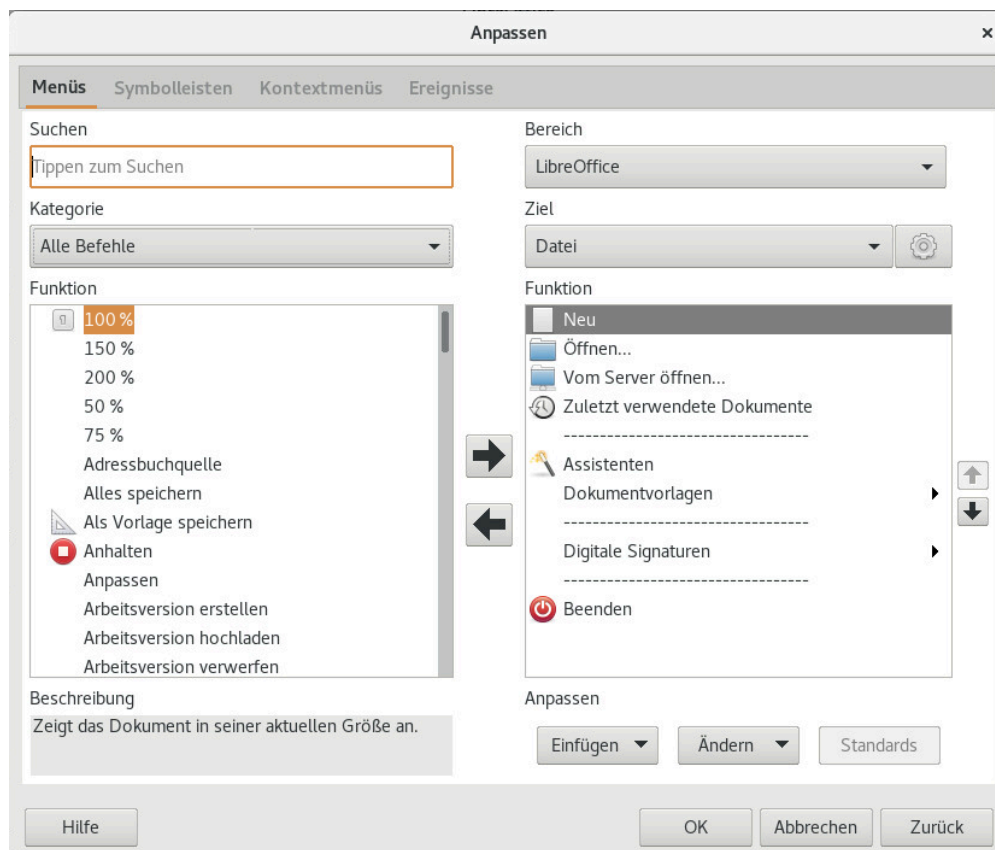 Anpassen
Menüs Symbolleisten Kontextmenüs Ereignisse
Suchen
Tippen zum Suchen
Kategorie
Alle Befehle
Funktion
100 %
150 %
200 %
50 %
75 %
Adressbuchquelle
Alles speichern
Als Vorlage speichern
Anhalten
Anpassen
Arbeitsversion erstellen
Arbeitsversion hochladen
Arbeitsversion verwerfen
Beschreibung
Zeigt das Dokument in seiner aktuellen Größe an.
Bereich
LibreOffice
Ziel
Datei
Funktion
Neu
Öffnen...
Vom Server öffnen...
Zuletzt verwendete Dokumente
----------------------------------
Assistenten
Dokumentvorlagen
----------------------------------
Digitale Signaturen
----------------------------------
Beenden
Anpassen
Einfügen Ändern Standards
Hilfe OK Abbrechen Zurück